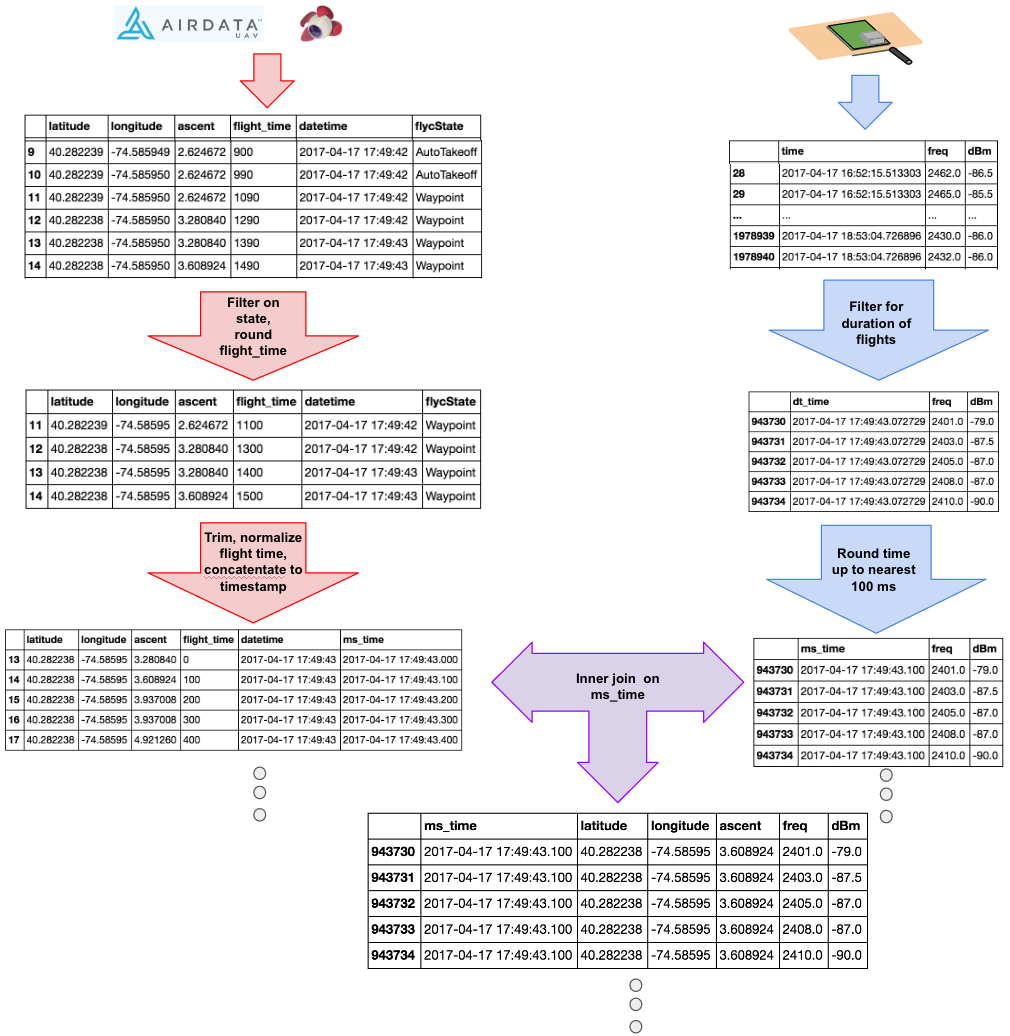 AIRDATA™
UAV
latitude longitude ascent flight_time datetime flycState
9 40.282239 -74.585949 2.624672 900 2017-04-17 17:49:42 AutoTakeoff
10 40.282239 -74.585950 2.624672 990 2017-04-17 17:49:42 AutoTakeoff
11 40.282239 -74.585950 2.624672 1090 2017-04-17 17:49:42 Waypoint
12 40.282238 -74.585950 3.280840 1290 2017-04-17 17:49:42 Waypoint
13 40.282238 -74.585950 3.280840 1390 2017-04-17 17:49:43 Waypoint
14 40.282238 -74.585950 3.608924 1490 2017-04-17 17:49:43 Waypoint
Filter on
state,
round
flight_time
latitude longitude ascent flight_time datetime flycState
11 40.282239 -74.58595 2.624672 1100 2017-04-17 17:49:42 Waypoint
12 40.282238 -74.58595 3.280840 1300 2017-04-17 17:49:42 Waypoint
13 40.282238 -74.58595 3.280840 1400 2017-04-17 17:49:43 Waypoint
14 40.282238 -74.58595 3.608924 1500 2017-04-17 17:49:43 Waypoint
Trim, normalize
flight time,
concatentate to
timestamp
latitude longitude ascent flight_time datetime ms_time
13 40.282238 -74.58595 3.280840 0 2017-04-17 17:49:43 2017-04-17 17:49:43.000
14 40.282238 -74.58595 3.608924 100 2017-04-17 17:49:43 2017-04-17 17:49:43.100
15 40.282238 -74.58595 3.937008 200 2017-04-17 17:49:43 2017-04-17 17:49:43.200
16 40.282238 -74.58595 3.937008 300 2017-04-17 17:49:43 2017-04-17 17:49:43.300
17 40.282238 -74.58595 4.921260 400 2017-04-17 17:49:43 2017-04-17 17:49:43.400
time freq dBm
28 2017-04-17 16:52:15.513303 2462.0 -86.5
29 2017-04-17 16:52:15.513303 2465.0 -85.5
... ... ... ...
1978939 2017-04-17 18:53:04.726896 2430.0 -86.0
1978940 2017-04-17 18:53:04.726896 2432.0 -86.0
Filter for
duration of
flights
dt_time freq dBm
943730 2017-04-17 17:49:43.072729 2401.0 -79.0
943731 2017-04-17 17:49:43.072729 2403.0 -87.5
943732 2017-04-17 17:49:43.072729 2405.0 -87.0
943733 2017-04-17 17:49:43.072729 2408.0 -87.0
943734 2017-04-17 17:49:43.072729 2410.0 -90.0
Round time
up to nearest
100 ms
ms_time freq dBm
943730 2017-04-17 17:49:43.100 2401.0 -79.0
943731 2017-04-17 17:49:43.100 2403.0 -87.5
943732 2017-04-17 17:49:43.100 2405.0 -87.0
943733 2017-04-17 17:49:43.100 2408.0 -87.0
943734 2017-04-17 17:49:43.100 2410.0 -90.0
Inner join on
ms_time
ms_time latitude longitude ascent freq dBm
943730 2017-04-17 17:49:43.100 40.282238 -74.58595 3.608924 2401.0 -79.0
943731 2017-04-17 17:49:43.100 40.282238 -74.58595 3.608924 2403.0 -87.5
943732 2017-04-17 17:49:43.100 40.282238 -74.58595 3.608924 2405.0 -87.0
943733 2017-04-17 17:49:43.100 40.282238 -74.58595 3.608924 2408.0 -87.0
943734 2017-04-17 17:49:43.100 40.282238 -74.58595 3.608924 2410.0 -90.0